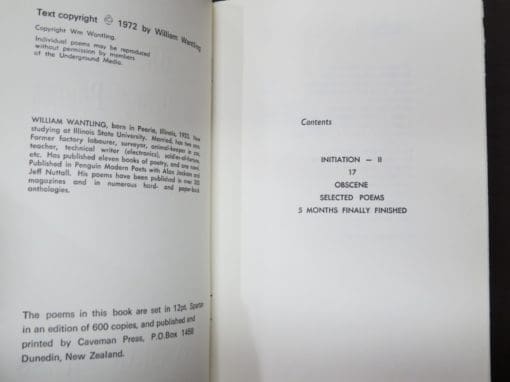 Text copyright © 1972 by William Wantling
Copyright Wm Wantling.
Individual poems may be reproduced
without permission by members
of the Underground Media.
WILLIAM WANTLING, born in Peoria, Illinois, 1933. Now
studying at Illinois State University. Married, has two sons.
Former factory labourer, surveyor, animal-keeper in zoo,
teacher, technical writer (electronics), soldier-of-fortune,
etc. Has published eleven books of poetry, and one novel.
Published in Penguin Modern Poets with Alan Jackson and
Jeff Nuttall. His poems have been published in over 300
magazines and in numerous hard- and paper-back
anthologies.
The poems in this book are set in 12pt. Spartan
in an edition of 600 copies, and published and
printed by Caveman Press, P.O.Box 1458
Dunedin, New Zealand.
Contents
INITIATION — II
17
OBSCENE
SELECTED POEMS
5 MONTHS FINALLY FINISHED